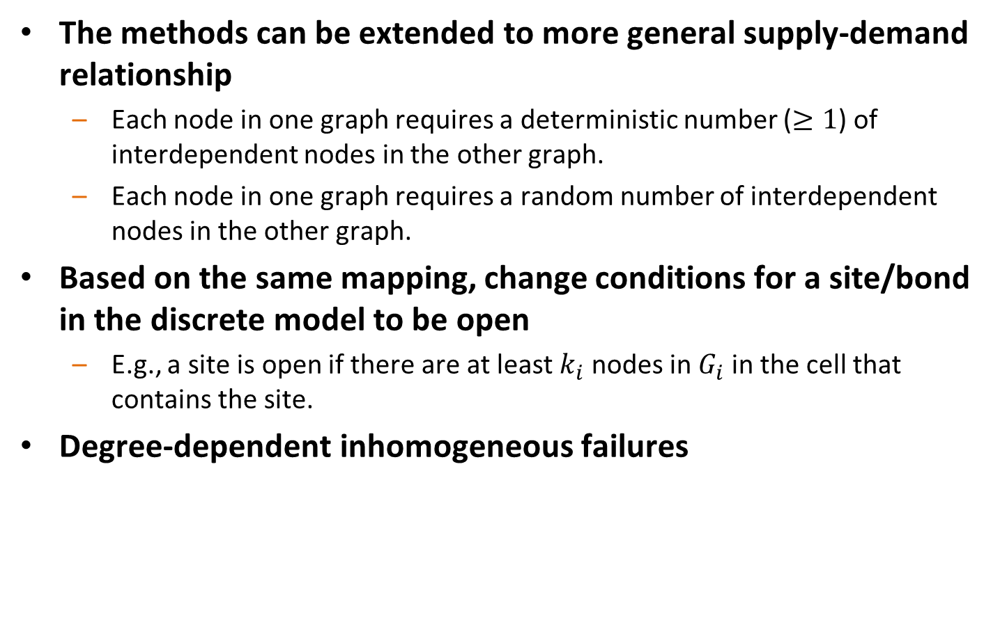 • The methods can be extended to more general supply-demand
relationship
– Each node in one graph requires a deterministic number (≥ 1) of
interdependent nodes in the other graph.
– Each node in one graph requires a random number of interdependent
nodes in the other graph.
• Based on the same mapping, change conditions for a site/bond
in the discrete model to be open
– E.g., a site is open if there are at least kᵢ nodes in Gᵢ in the cell that
contains the site.
• Degree-dependent inhomogeneous failures